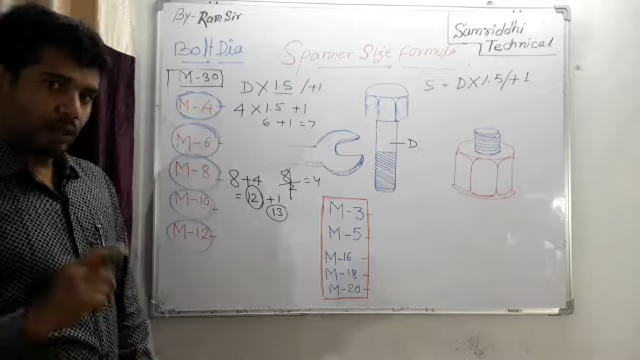 By- Ram Sir
Samriddhi
Technical
Bolt Dia
Spanner Size Formula
M-30
D X 1.5 / +1
S = D X 1.5 / + 1
M-4
4 X 1.5 + 1
6 + 1 = 7
M-6
D
M-8
8 + 4
8/2 = 4
= 12 + 1
13
M-10
M-12
M-3
M-5
M-16
M-18
M-20